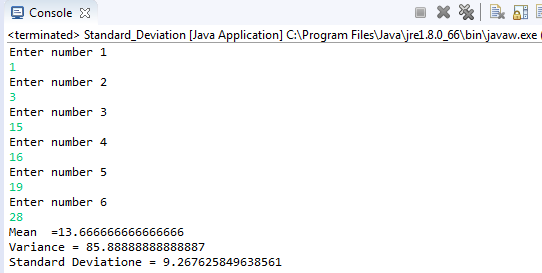 Console
<terminated> Standard_Deviation [Java Application] C:\Program Files\Java\jre1.8.0_66\bin\javaw.exe (
Enter number 1
1
Enter number 2
3
Enter number 3
15
Enter number 4
16
Enter number 5
19
Enter number 6
28
Mean  =13.666666666666666
Variance = 85.88888888888887
Standard Deviatione = 9.267625849638561